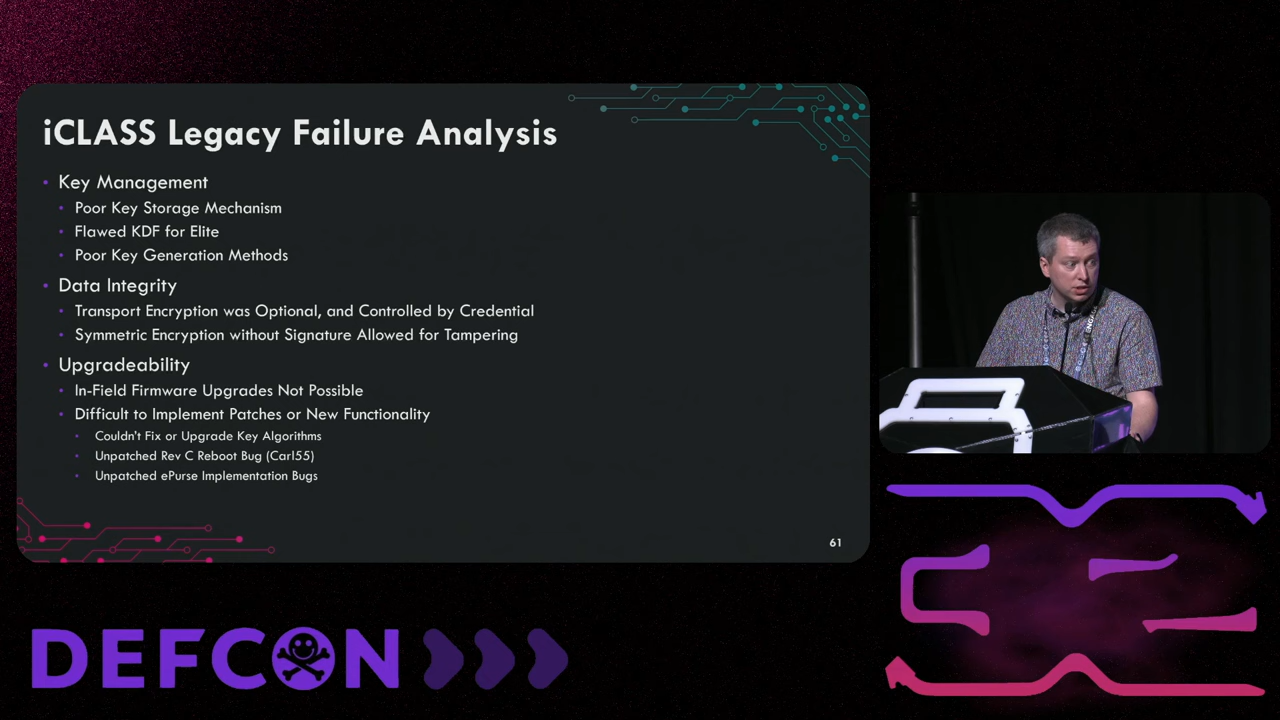 iCLASS Legacy Failure Analysis
• Key Management
• Poor Key Storage Mechanism
• Flawed KDF for Elite
• Poor Key Generation Methods
• Data Integrity
• Transport Encryption was Optional, and Controlled by Credential
• Symmetric Encryption without Signature Allowed for Tampering
• Upgradeability
• In-Field Firmware Upgrades Not Possible
• Difficult to Implement Patches or New Functionality
• Couldn't Fix or Upgrade Key Algorithms
• Unpatched Rev C Reboot Bug (Carl55)
• Unpatched ePurse Implementation Bugs
61
DEFCON